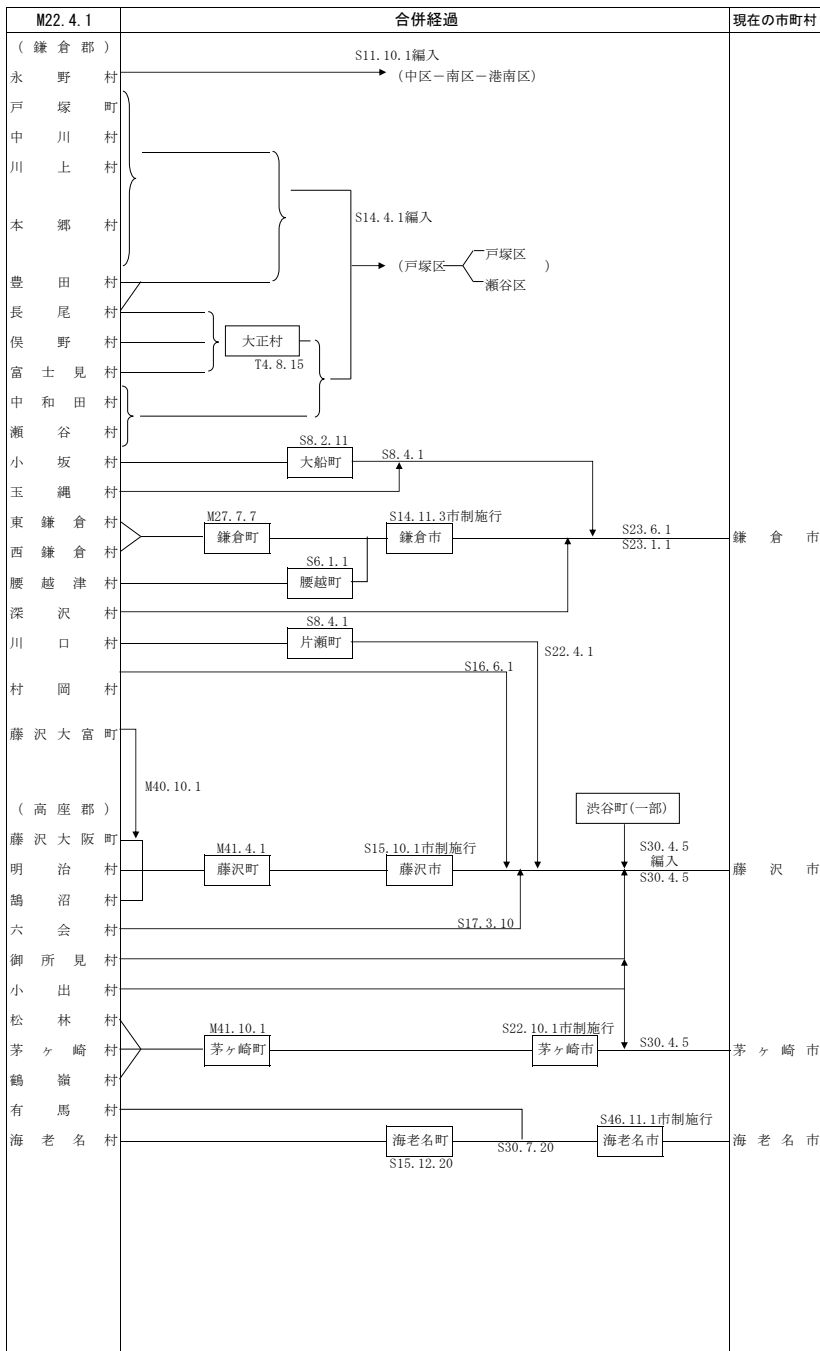 M22.4.1 合併経過 現在の市町村
(鎌倉郡)
S11.10.1編入
永野村 (中区－南区－港南区)
戸塚町
中川村
川上村
S14.4.1編入
本郷村
戸塚区
(戸塚区 )
豊田村 瀬谷区
長尾村
俣野村 大正村
T4.8.15
富士見村
中和田村
瀬谷村
S8.2.11 S8.4.1
小坂村 大船町
玉縄村
M27.7.7 S14.11.3市制施行
東鎌倉村 S23.6.1
鎌倉町 鎌倉市 鎌倉市
S23.1.1
西鎌倉村 S6.1.1
腰越津村 腰越町
深沢村
S8.4.1
川口村 片瀬町 S22.4.1
S16.6.1
村岡村
藤沢大富町
M40.10.1
(高座郡) 渋谷町(一部)
藤沢大阪町
M41.4.1 S15.10.1市制施行 S30.4.5
編入
明治村 藤沢町 藤沢市 藤沢市
S30.4.5
鵠沼村
六会村 S17.3.10
御所見村
小出村
松林村 M41.10.1 S22.10.1市制施行
茅ヶ崎村 茅ヶ崎町 茅ヶ崎市 S30.4.5 茅ヶ崎市
鶴嶺村
有馬村 S46.11.1市制施行
海老名村 海老名町 S30.7.20 海老名市 海老名市
S15.12.20